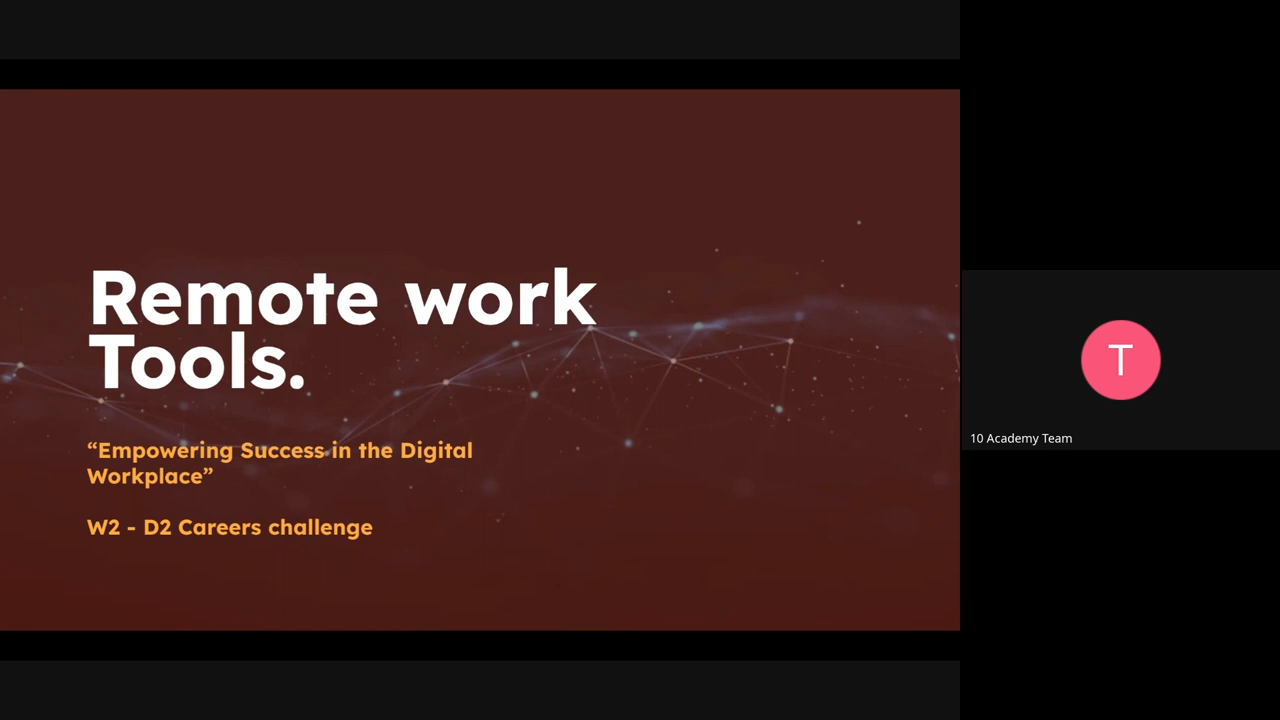 Remote work
Tools.
“Empowering Success in the Digital
Workplace”
W2 - D2 Careers challenge
T
10 Academy Team